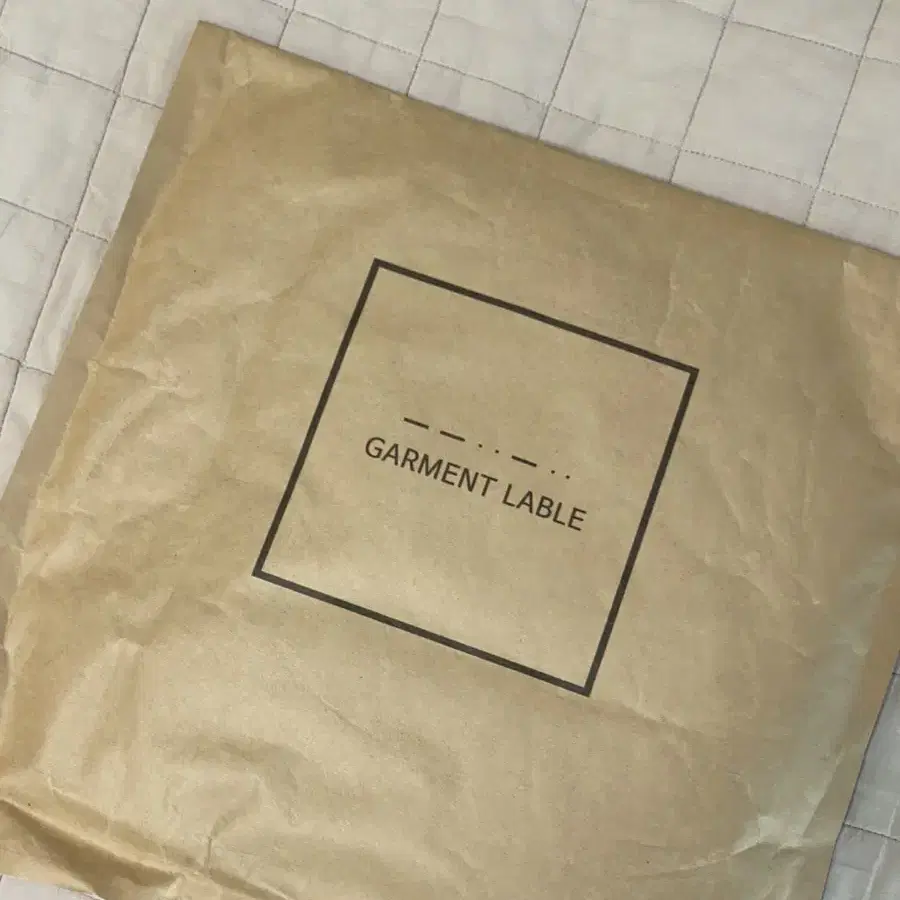 — — · · — · ·
GARMENT LABLE